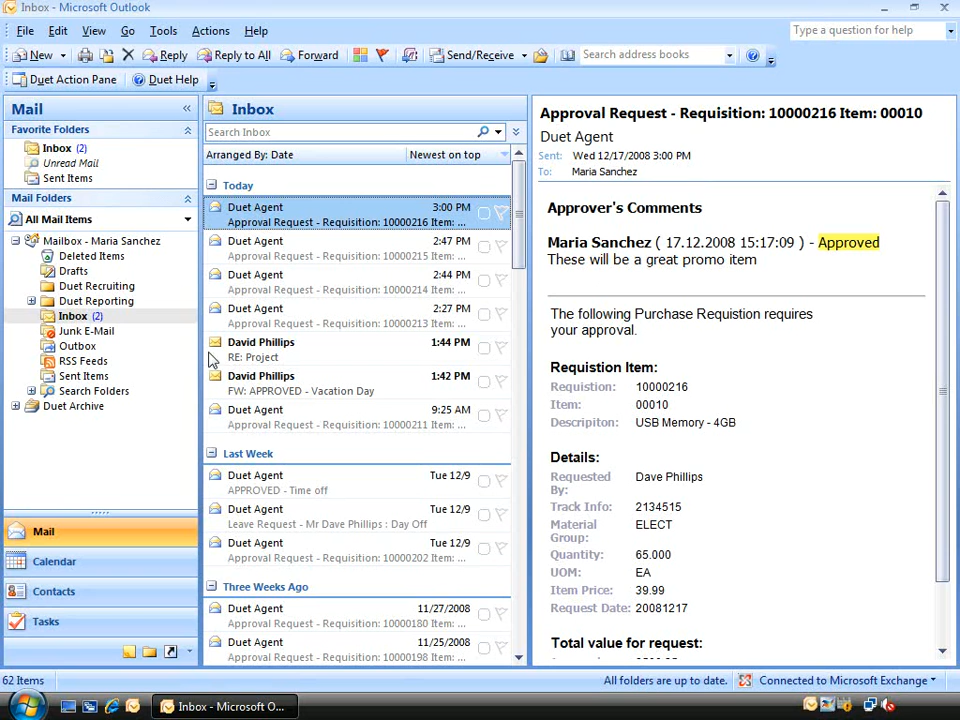 Inbox - Microsoft Outlook
File Edit View Go Tools Actions Help
Type a question for help
New Reply Reply to All Forward Send/Receive Search address books
Duet Action Pane Duet Help
Mail
Favorite Folders
Inbox (2)
Unread Mail
Sent Items
Mail Folders
All Mail Items
Mailbox - Maria Sanchez
Deleted Items
Drafts
Duet Recruiting
Duet Reporting
Inbox (2)
Junk E-Mail
Outbox
RSS Feeds
Sent Items
Search Folders
Duet Archive
Mail
Calendar
Contacts
Tasks
Inbox
Search Inbox
Arranged By: Date Newest on top
Today
Duet Agent 3:00 PM
Approval Request - Requisition: 10000216 Item: ...
Duet Agent 2:47 PM
Approval Request - Requisition: 10000215 Item: ...
Duet Agent 2:44 PM
Approval Request - Requisition: 10000214 Item: ...
Duet Agent 2:27 PM
Approval Request - Requisition: 10000213 Item: ...
David Phillips 1:44 PM
RE: Project
David Phillips 1:42 PM
FW: APPROVED - Vacation Day
Duet Agent 9:25 AM
Approval Request - Requisition: 10000211 Item: ...
Last Week
Duet Agent Tue 12/9
APPROVED - Time off
Duet Agent Tue 12/9
Leave Request - Mr Dave Phillips : Day Off
Duet Agent Tue 12/9
Approval Request - Requisition: 10000202 Item: ...
Three Weeks Ago
Duet Agent 11/27/2008
Approval Request - Requisition: 10000180 Item: ...
Duet Agent 11/25/2008
Approval Request - Requisition: 10000198 Item: ...
Approval Request - Requisition: 10000216 Item: 00010
Duet Agent
Sent: Wed 12/17/2008 3:00 PM
To: Maria Sanchez
Approver's Comments
Maria Sanchez ( 17.12.2008 15:17:09 ) - Approved
These will be a great promo item
The following Purchase Requistion requires
your approval.
Requistion Item:
Requistion: 10000216
Item: 00010
Descripiton: USB Memory - 4GB
Details:
Requested By: Dave Phillips
Track Info: 2134515
Material Group: ELECT
Quantity: 65.000
UOM: EA
Item Price: 39.99
Request Date: 20081217
Total value for request:
62 Items All folders are up to date. Connected to Microsoft Exchange
Inbox - Microsoft O...